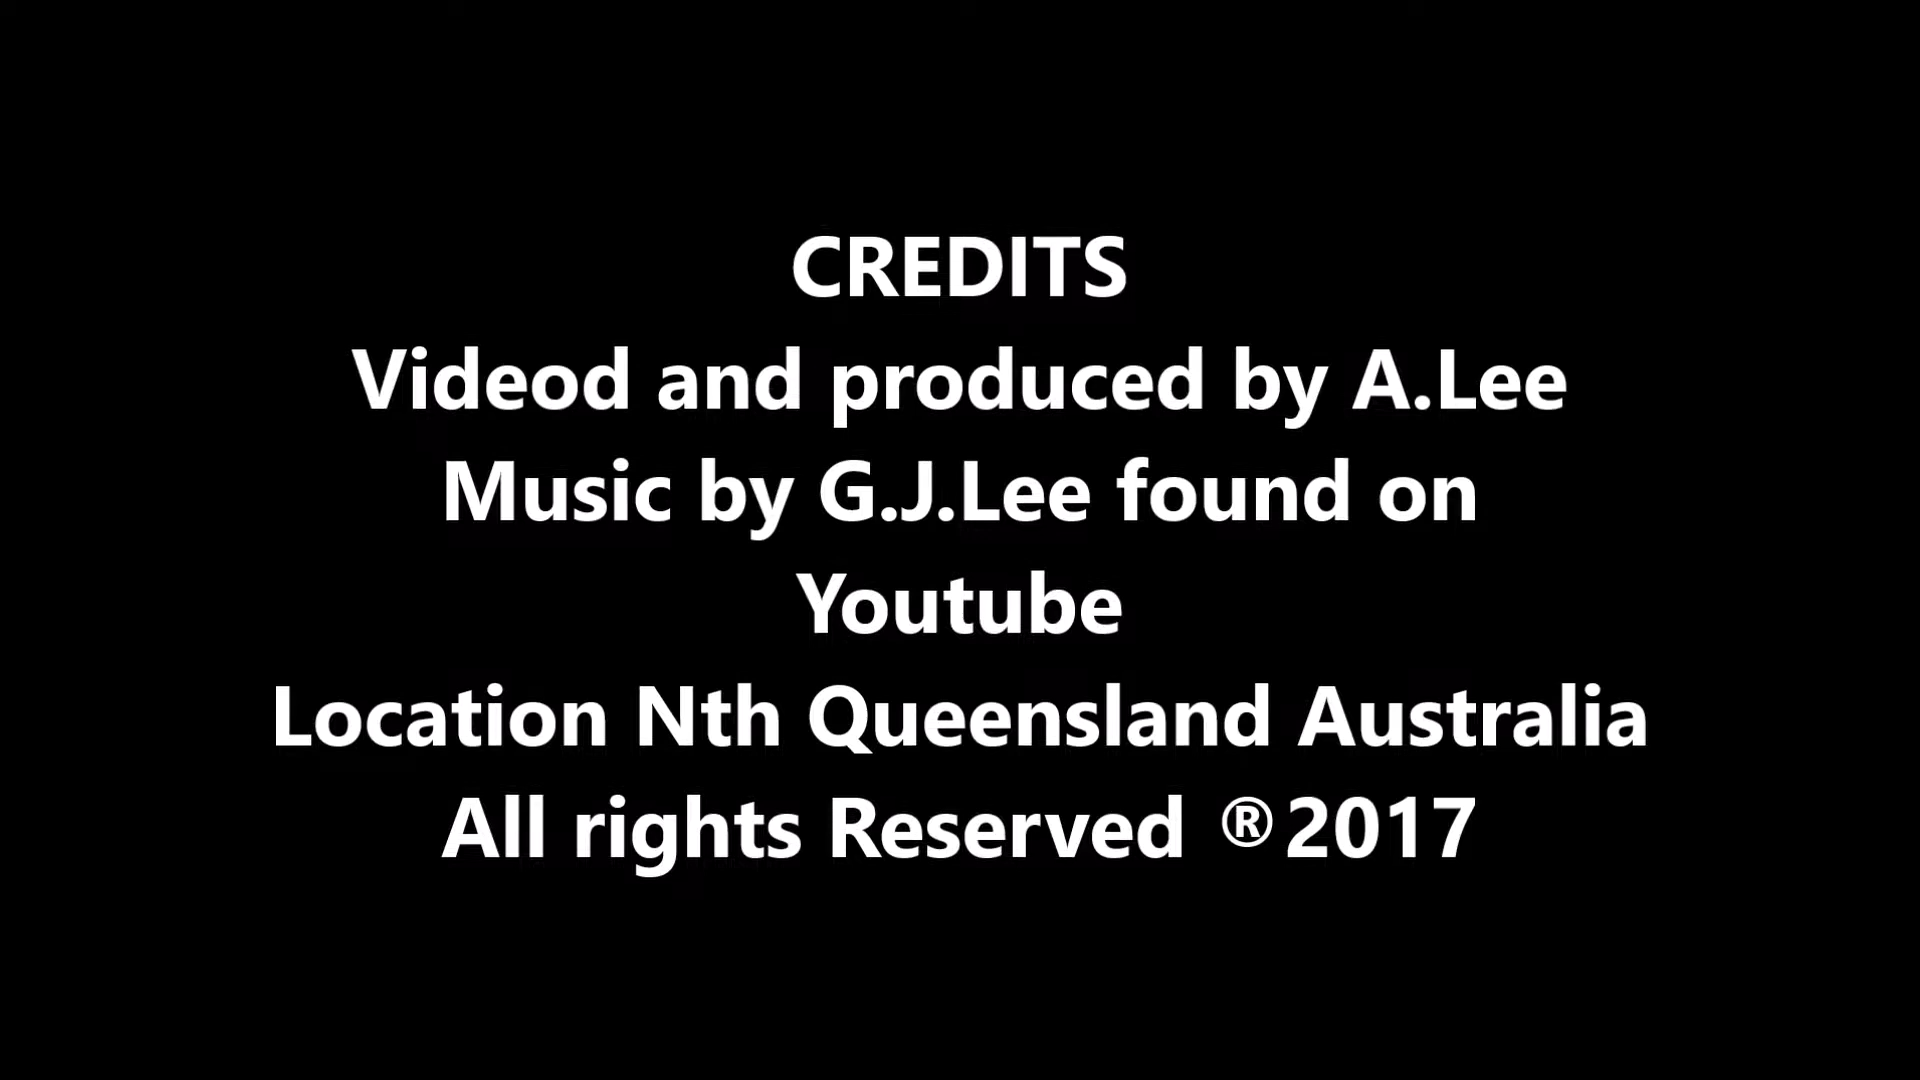 CREDITS
Videod and produced by A.Lee
Music by G.J.Lee found on
Youtube
Location Nth Queensland Australia
All rights Reserved ®2017